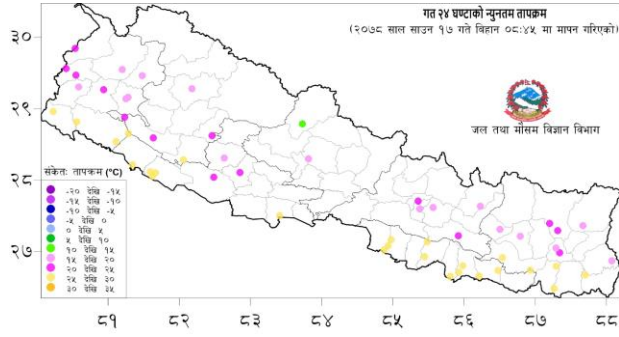 गत २४ घण्टाको न्युनतम तापक्रम
(२०७८ साल साउन १७ गते विहान ०८:४५ मा मापन गरिएको)
३०
२९
२८
२७
जल तथा मौसम विज्ञान विभाग
संकेतः तापक्रम (°C)
-२० देखि -१५
-१५ देखि -१०
-१० देखि -५
-५ देखि ०
० देखि ५
५ देखि १०
१० देखि १५
१५ देखि २०
२० देखि २५
२५ देखि ३०
३० देखि ३५
८१ ८२ ८३ ८४ ८५ ८६ ८७ ८८